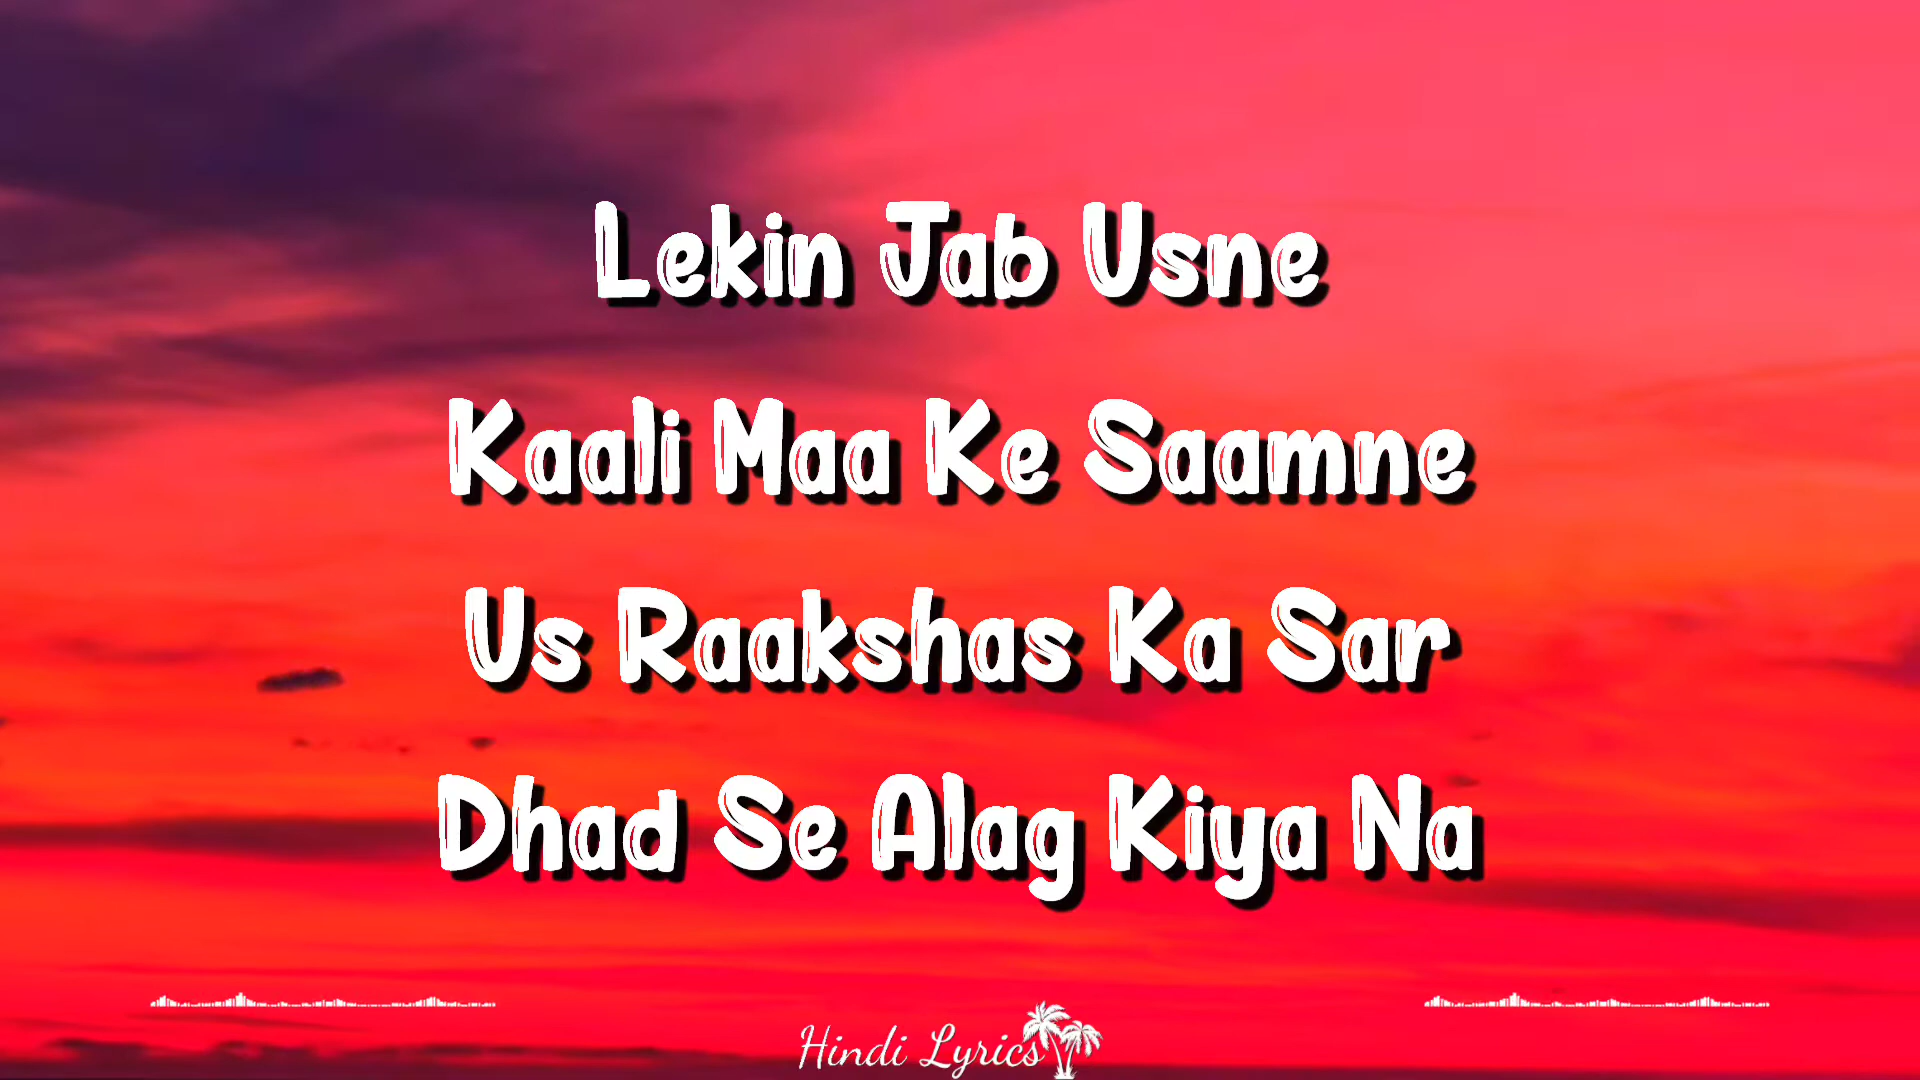 Lekin Jab Usne
Kaali Maa Ke Saamne
Us Raakshas Ka Sar
Dhad Se Alag Kiya Na
Hindi Lyrics